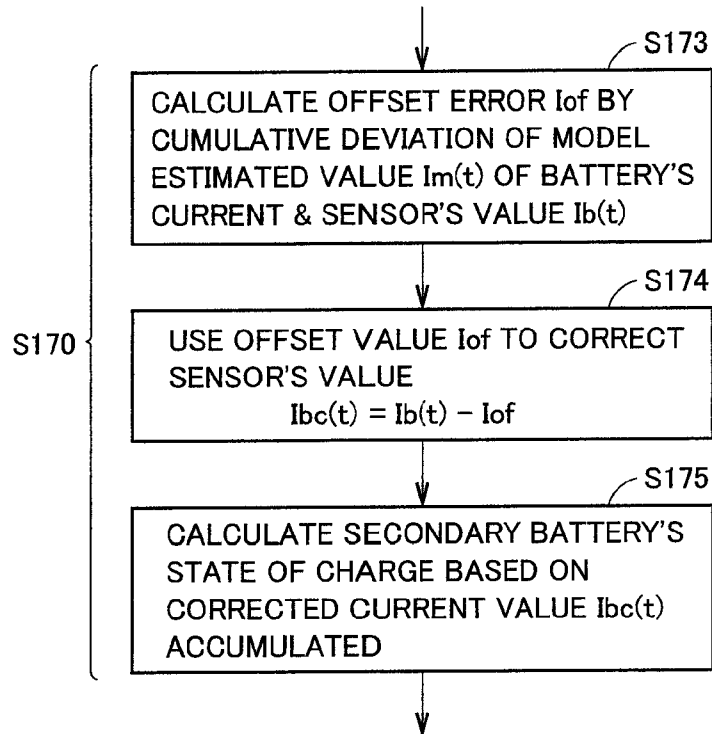 S173
CALCULATE OFFSET ERROR Iof BY
CUMULATIVE DEVIATION OF MODEL
ESTIMATED VALUE Im(t) OF BATTERY'S
CURRENT & SENSOR'S VALUE Ib(t)
S174
S170
USE OFFSET VALUE Iof TO CORRECT
SENSOR'S VALUE
Ibc(t) = Ib(t) − Iof
S175
CALCULATE SECONDARY BATTERY'S
STATE OF CHARGE BASED ON
CORRECTED CURRENT VALUE Ibc(t)
ACCUMULATED